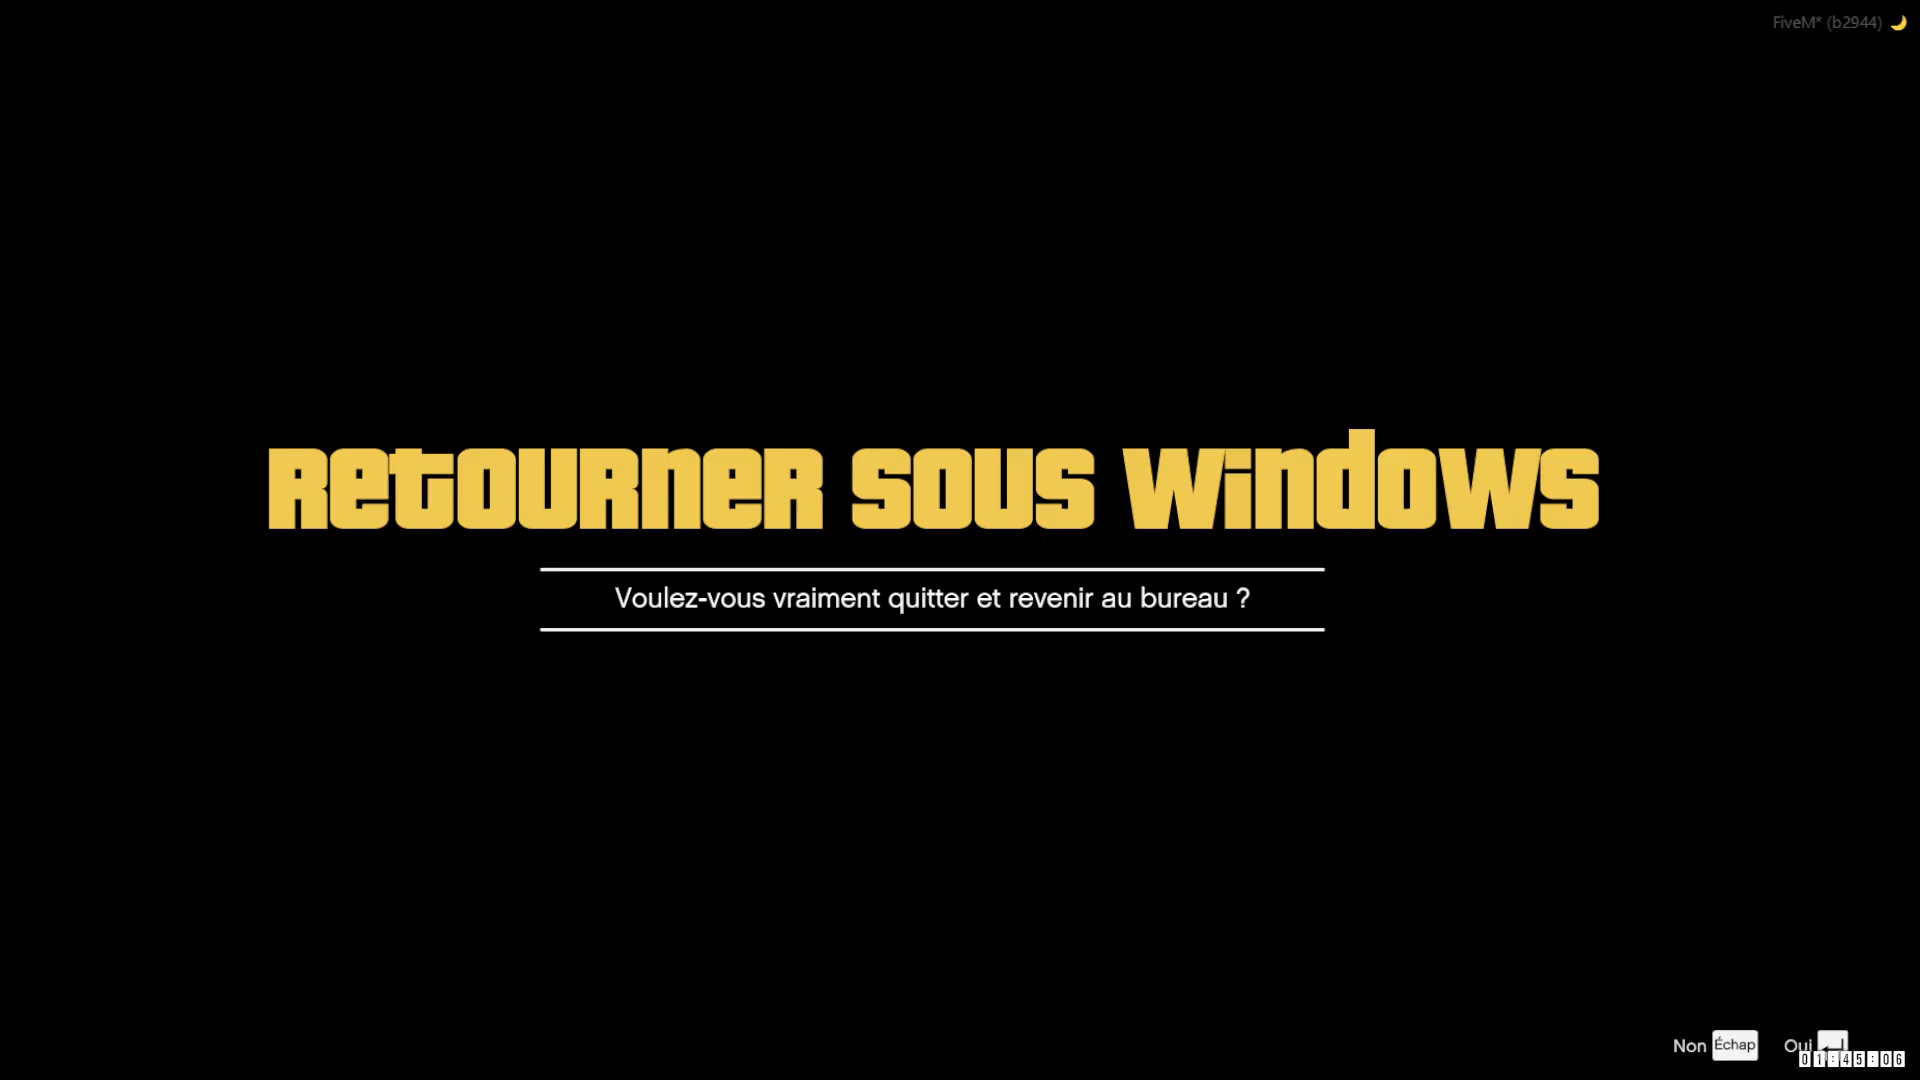 FiveM* (b2944) 🌙
Retourner sous Windows
Voulez-vous vraiment quitter et revenir au bureau ?
Non Échap Oui
01:45:06